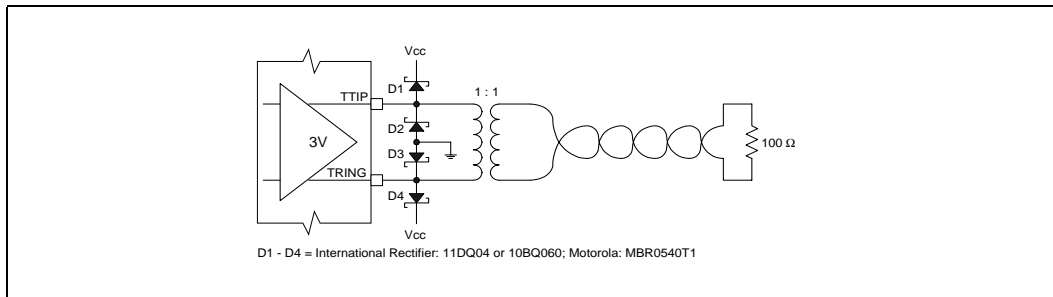 Vcc
D1
1 : 1
TTIP
D2
3V
D3
100 Ω
TRING
D4
Vcc
D1 - D4 = International Rectifier: 11DQ04 or 10BQ060; Motorola: MBR0540T1